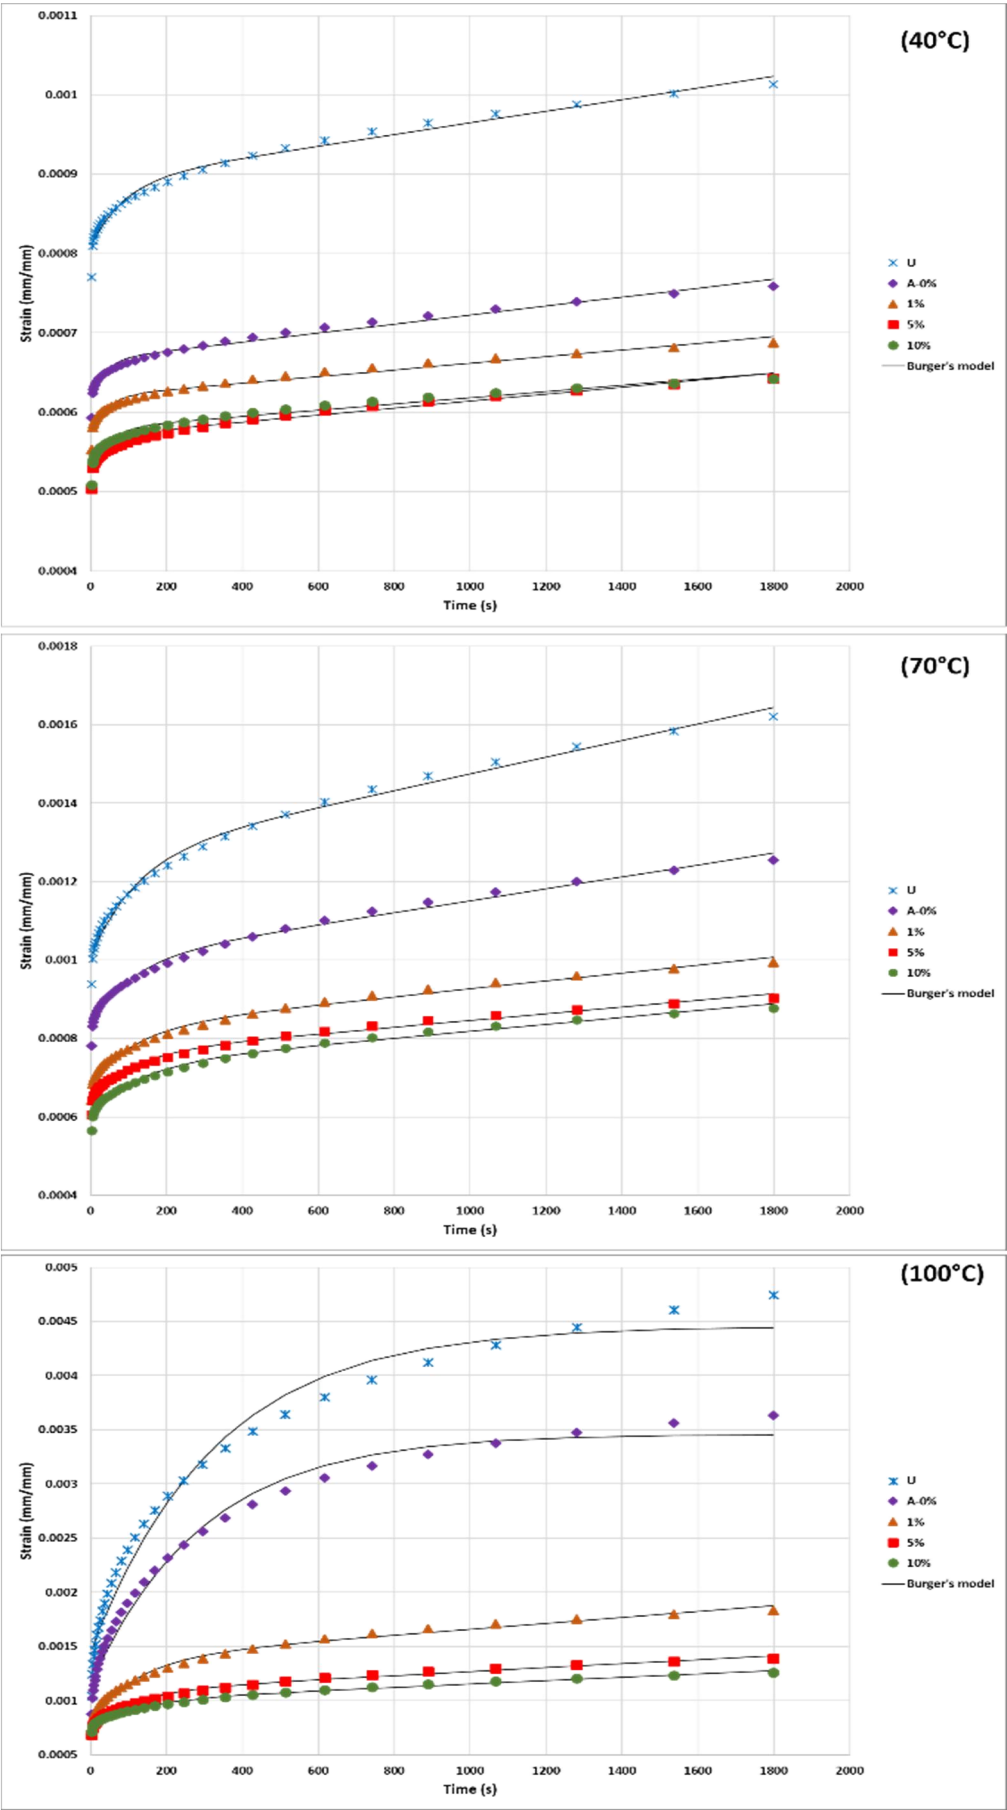 (40°C)
0.0011
0.001
0.0009
0.0008
0.0007
0.0006
0.0005
0.0004
Strain (mm/mm)
0 200 400 600 800 1000 1200 1400 1600 1800 2000
Time (s)
U
A-0%
1%
5%
10%
Burger's model
(70°C)
0.0018
0.0016
0.0014
0.0012
0.001
0.0008
0.0006
0.0004
Strain (mm/mm)
0 200 400 600 800 1000 1200 1400 1600 1800 2000
Time (s)
U
A-0%
1%
5%
10%
Burger's model
(100°C)
0.005
0.0045
0.004
0.0035
0.003
0.0025
0.002
0.0015
0.001
0.0005
Strain (mm/mm)
0 200 400 600 800 1000 1200 1400 1600 1800 2000
Time (s)
U
A-0%
1%
5%
10%
Burger's model